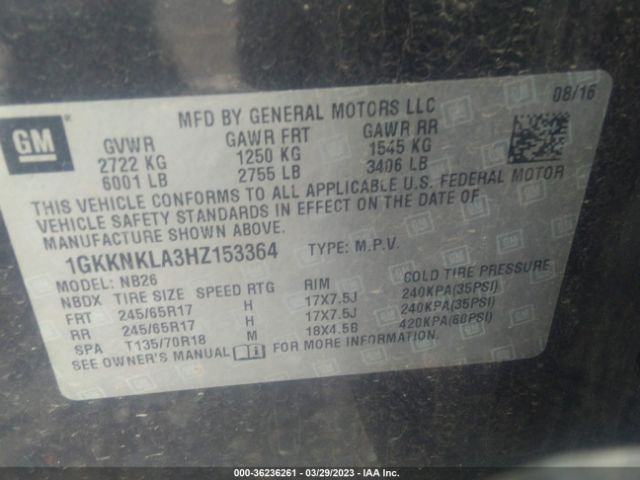 GM
MFD BY GENERAL MOTORS LLC
08/16
GVWR GAWR FRT GAWR RR
2722 KG 1250 KG 1545 KG
6001 LB 2755 LB 3406 LB
THIS VEHICLE CONFORMS TO ALL APPLICABLE U.S. FEDERAL MOTOR
VEHICLE SAFETY STANDARDS IN EFFECT ON THE DATE OF
MANUFACTURE SHOWN ABOVE.
1GKKNKLA3HZ153364 TYPE: M.P.V.
MODEL: NB26
NBDX TIRE SIZE SPEED RTG RIM COLD TIRE PRESSURE
FRT 245/65R17 H 17X7.5J 240KPA(35PSI)
RR 245/65R17 H 17X7.5J 240KPA(35PSI)
SPA T135/70R18 M 18X4.5B 420KPA(60PSI)
SEE OWNER'S MANUAL FOR MORE INFORMATION.
000-36236261 - 03/29/2023 - IAA Inc.